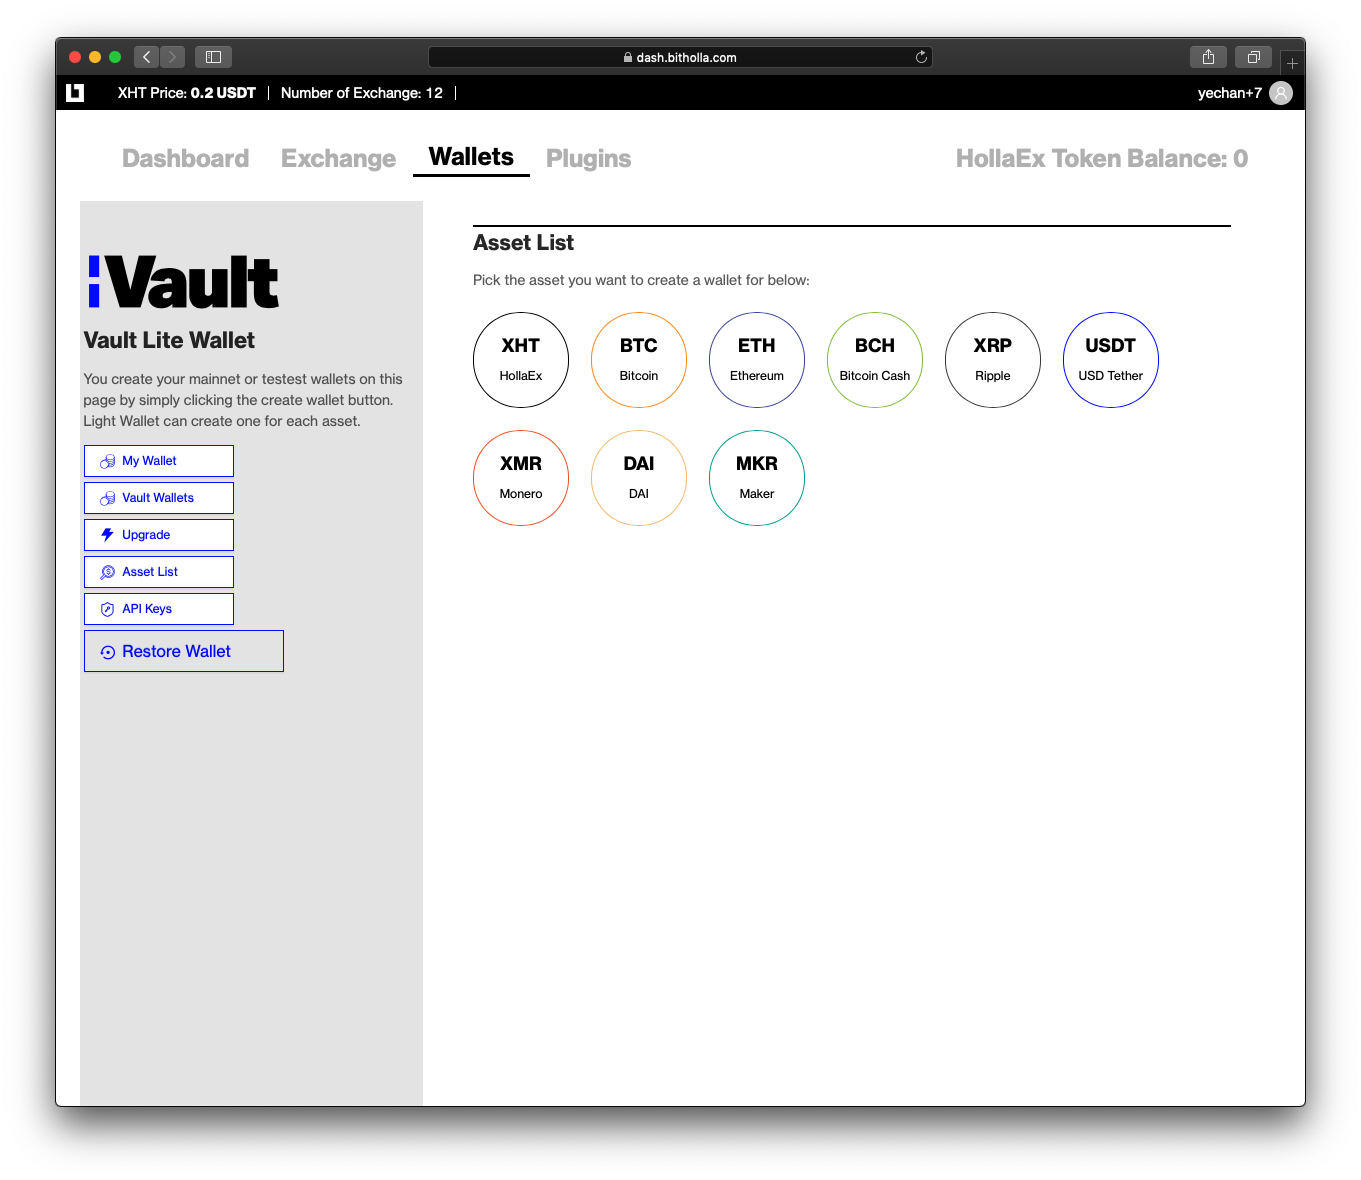 dash.bitholla.com
XHT Price: 0.2 USDT | Number of Exchange: 12 |
yechan+7
Dashboard Exchange Wallets Plugins
HollaEx Token Balance: 0
Vault
Vault Lite Wallet
You create your mainnet or testest wallets on this
page by simply clicking the create wallet button.
Light Wallet can create one for each asset.
My Wallet
Vault Wallets
Upgrade
Asset List
API Keys
Restore Wallet
Asset List
Pick the asset you want to create a wallet for below:
XHT BTC ETH BCH XRP USDT
HollaEx Bitcoin Ethereum Bitcoin Cash Ripple USD Tether
XMR DAI MKR
Monero DAI Maker